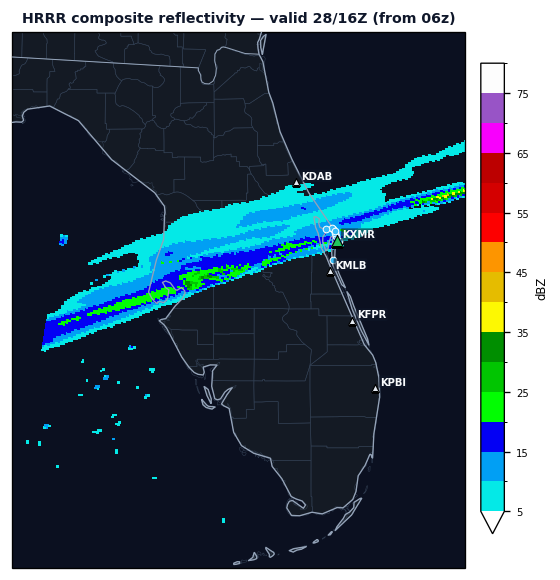 HRRR composite reflectivity — valid 28/16Z (from 06z)
KDAB
KXMR
KMLB
KFPR
KPBI
75
65
55
45
35
25
15
5
dBZ